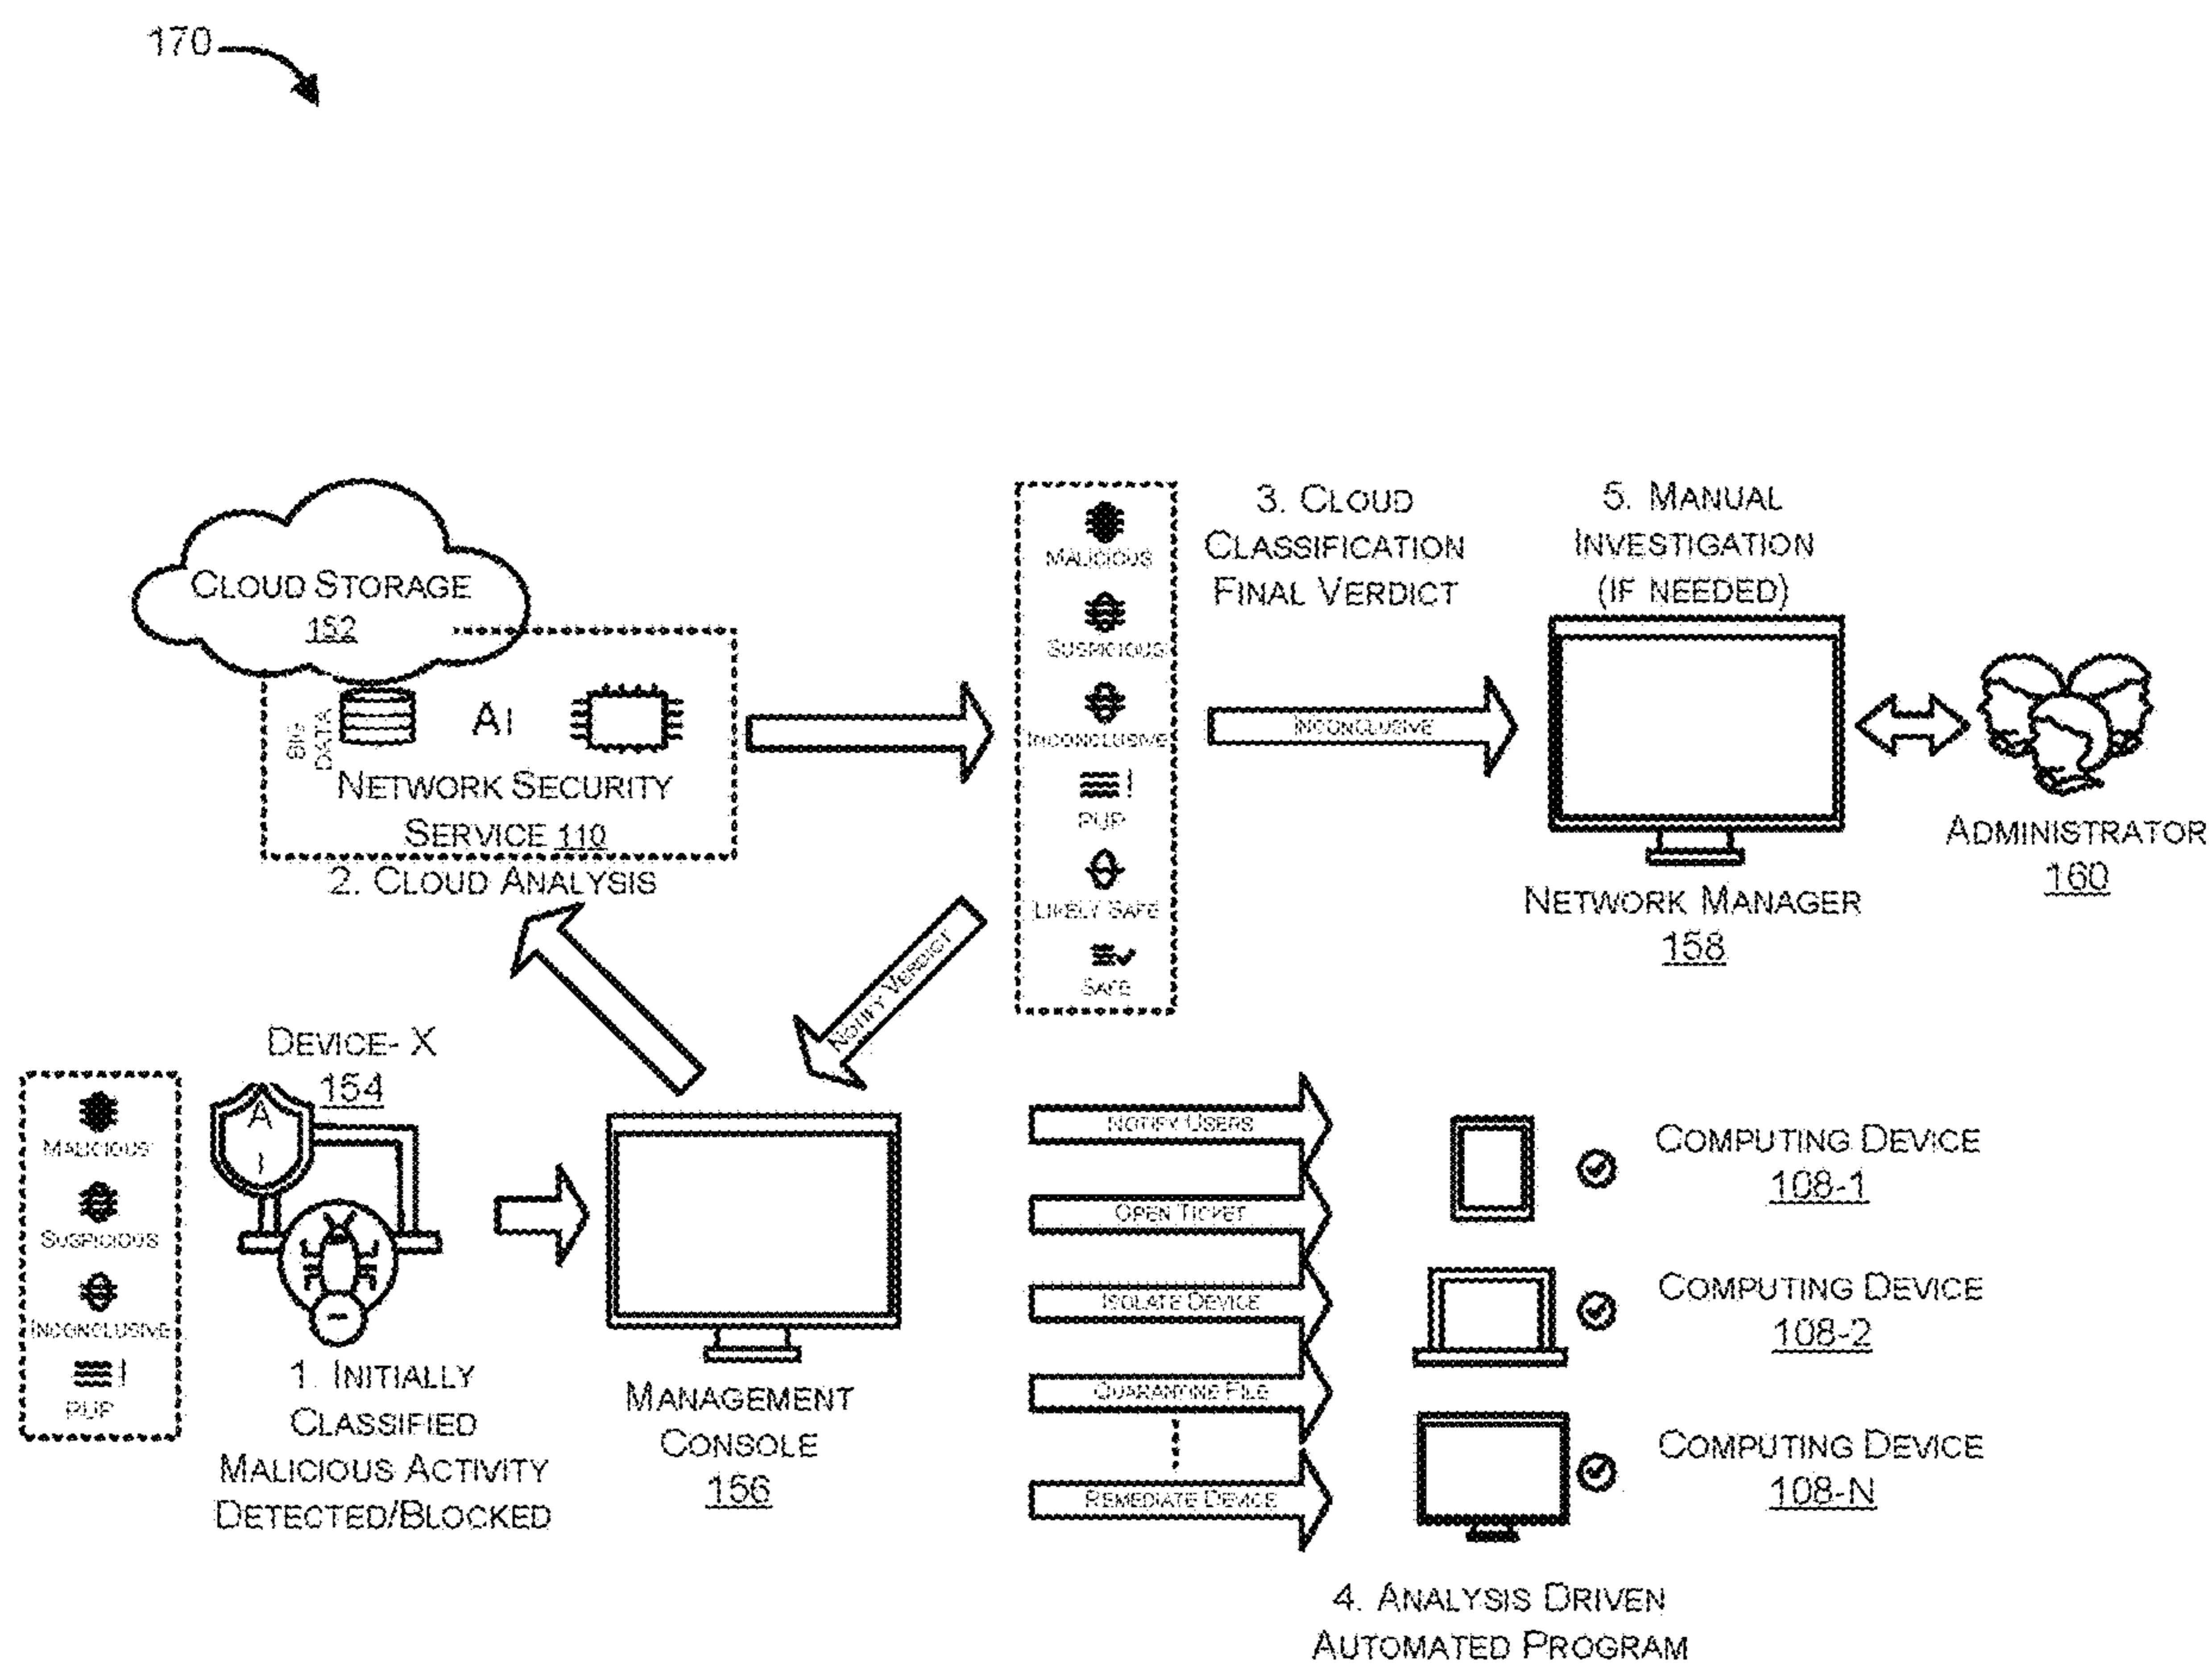 170
CLOUD STORAGE
152
BIG
DATA
AI
NETWORK SECURITY
SERVICE 110
2. CLOUD ANALYSIS
MALICIOUS
SUSPICIOUS
INCONCLUSIVE
PUP
LIKELY SAFE
SAFE
3. CLOUD
CLASSIFICATION
FINAL VERDICT
INCONCLUSIVE
5. MANUAL
INVESTIGATION
(IF NEEDED)
NETWORK MANAGER
158
ADMINISTRATOR
160
NOTIFY VERDICT
DEVICE- X
154
A
I
MALICIOUS
SUSPICIOUS
INCONCLUSIVE
PUP
1. INITIALLY
CLASSIFIED
MALICIOUS ACTIVITY
DETECTED/BLOCKED
MANAGEMENT
CONSOLE
156
NOTIFY USERS
OPEN TICKET
ISOLATE DEVICE
QUARANTINE FILE
REMEDIATE DEVICE
COMPUTING DEVICE
108-1
COMPUTING DEVICE
108-2
COMPUTING DEVICE
108-N
4. ANALYSIS DRIVEN
AUTOMATED PROGRAM